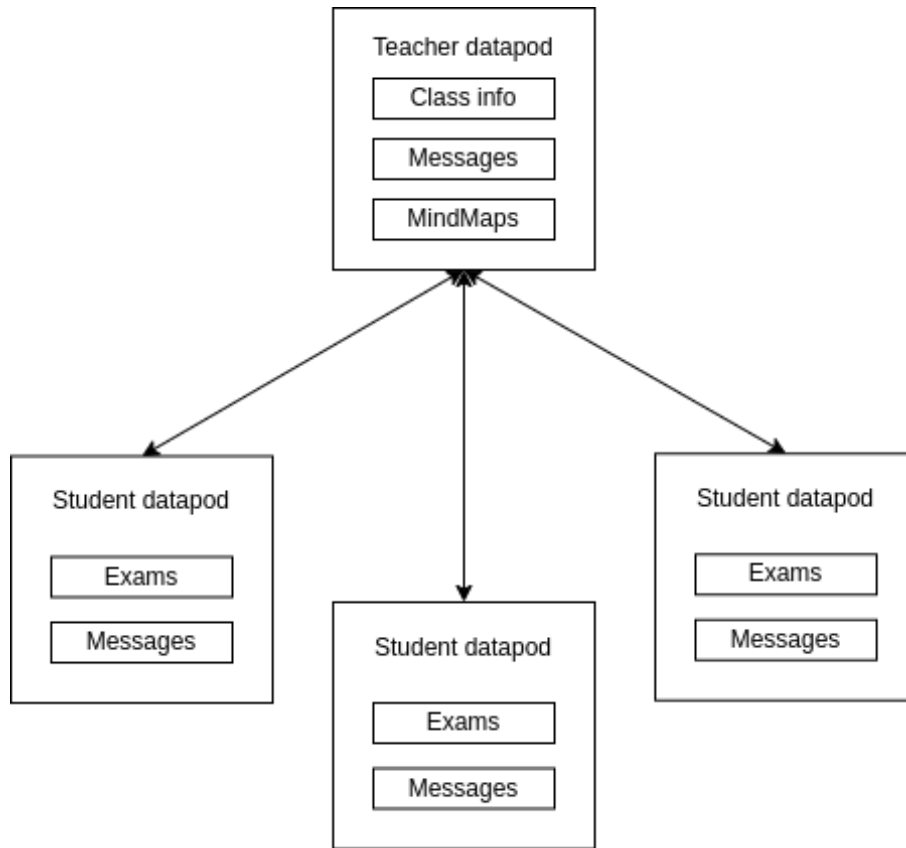 Teacher datapod
Class info
Messages
MindMaps
Student datapod
Exams
Messages
Student datapod
Exams
Messages
Student datapod
Exams
Messages